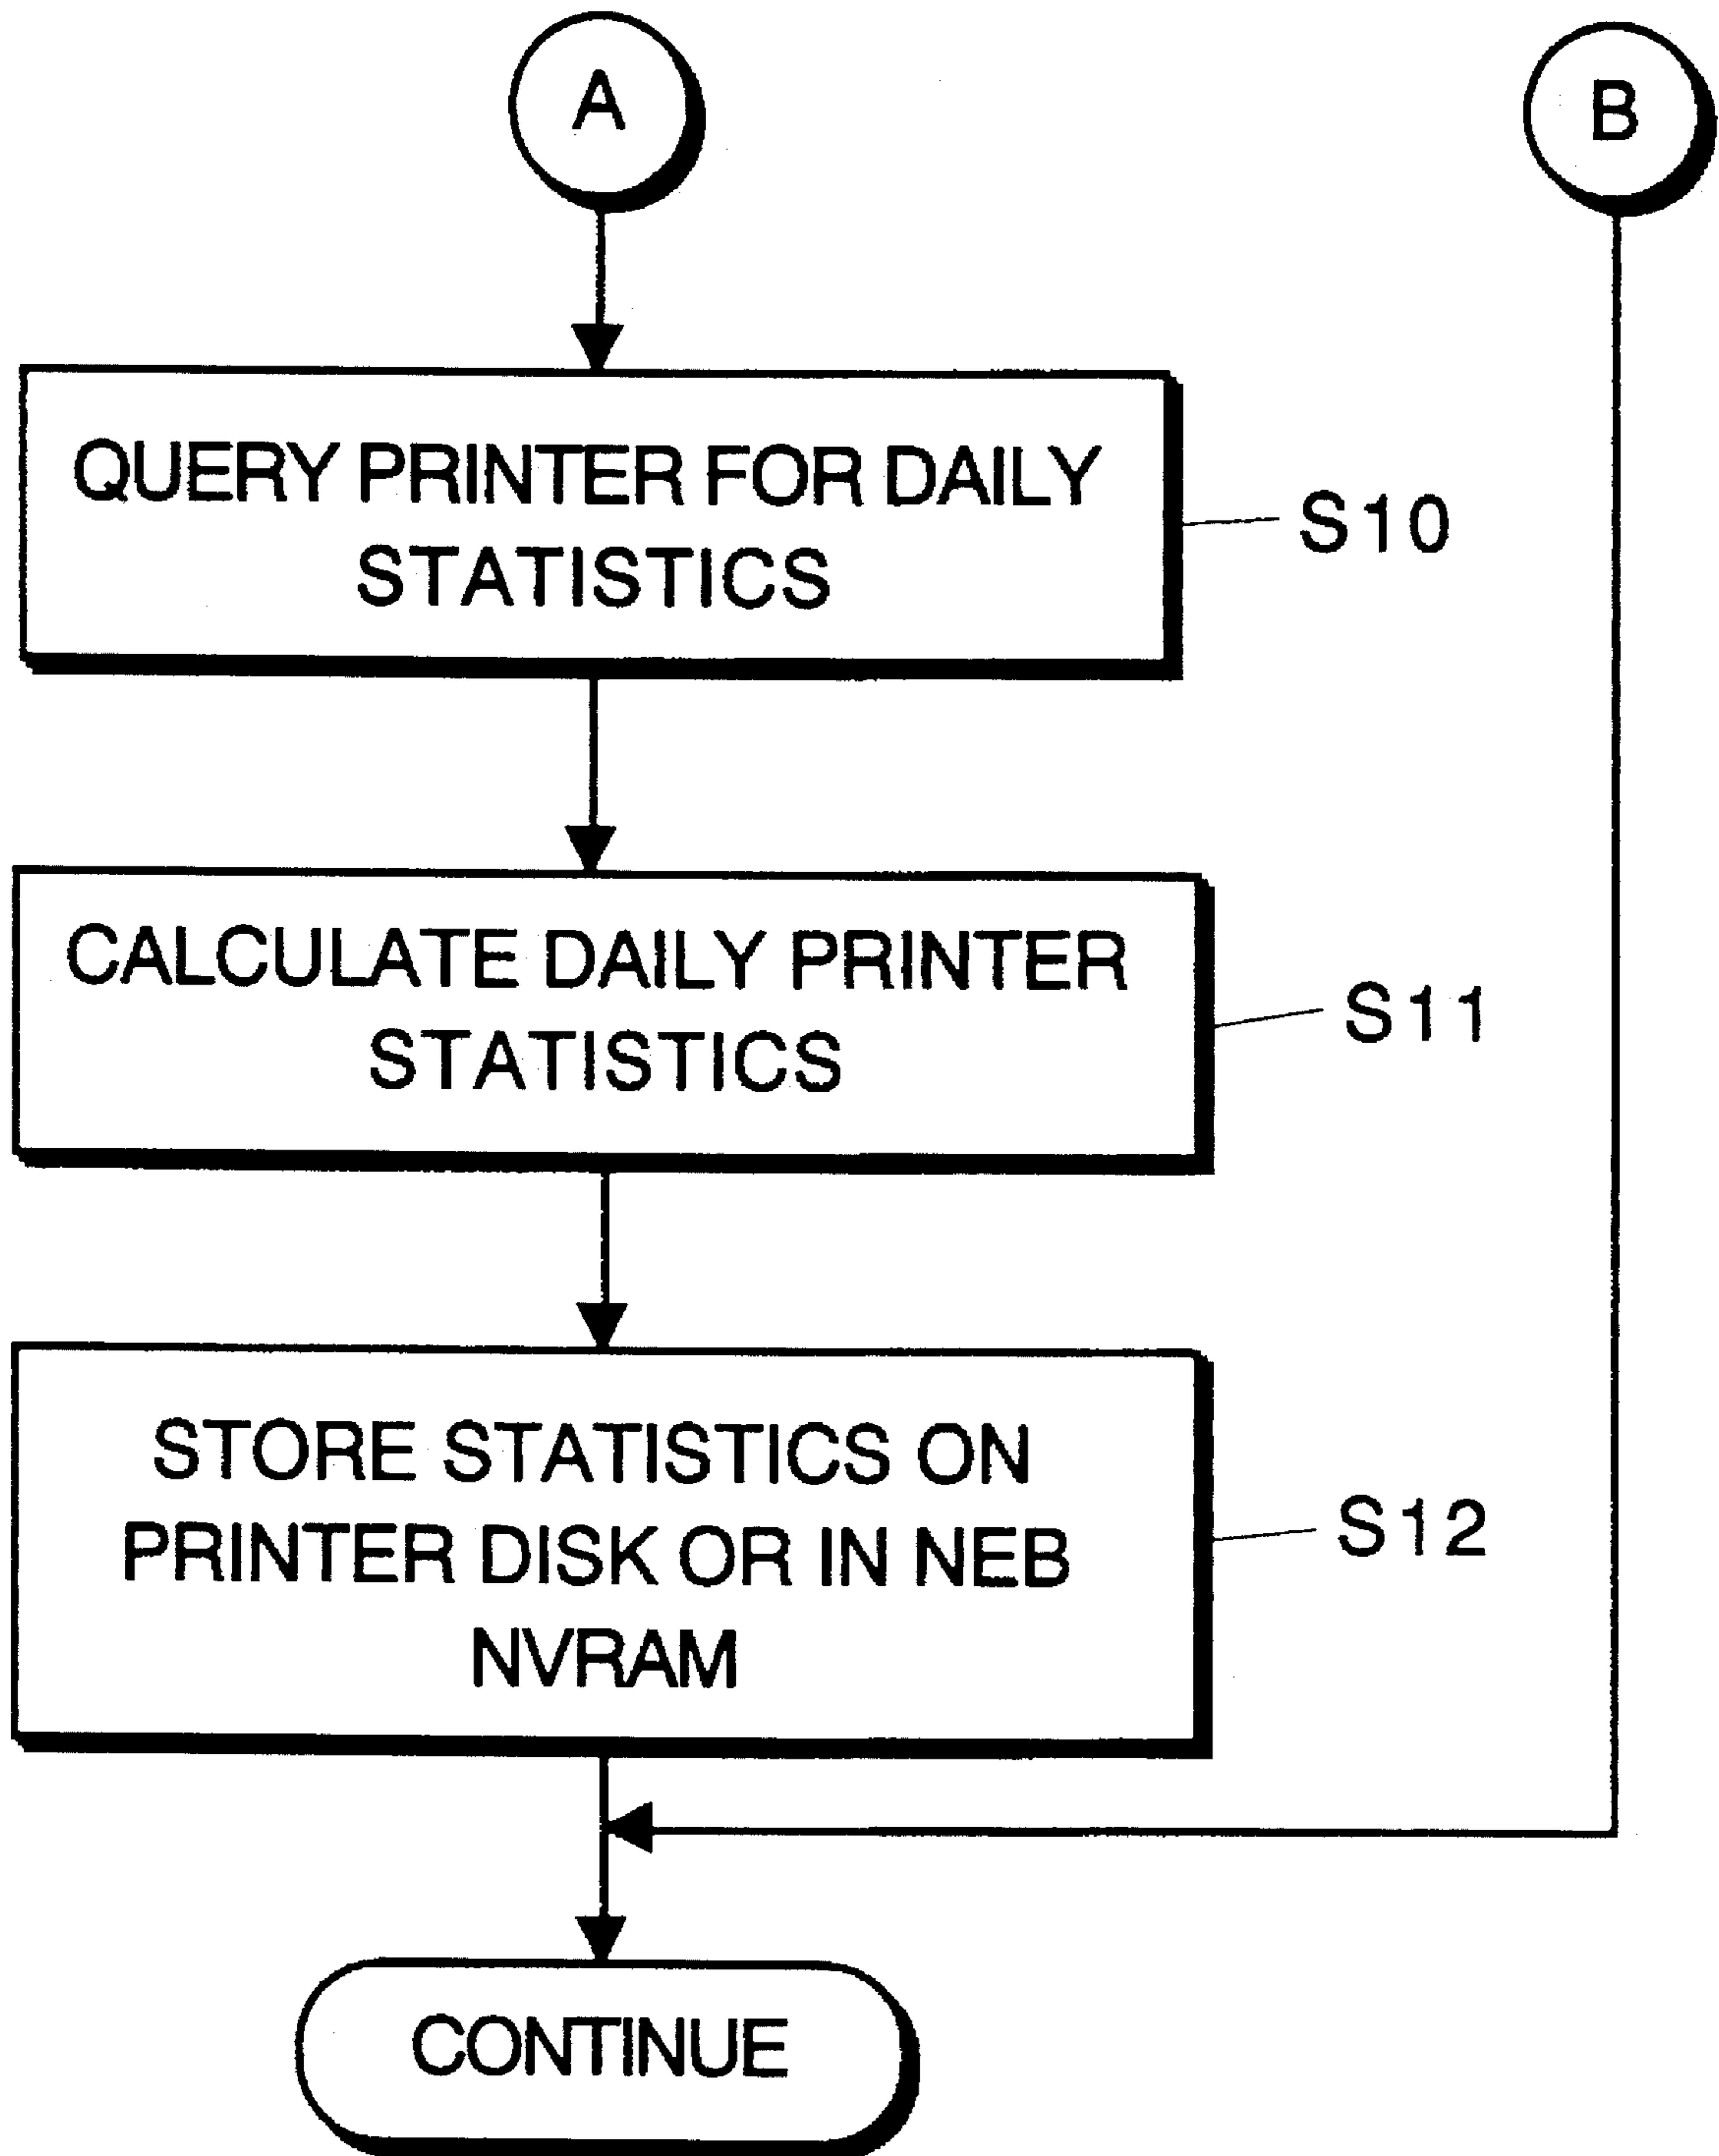 A
B
QUERY PRINTER FOR DAILY
STATISTICS
S10
CALCULATE DAILY PRINTER
STATISTICS
S11
STORE STATISTICS ON
PRINTER DISK OR IN NEB
NVRAM
S12
CONTINUE